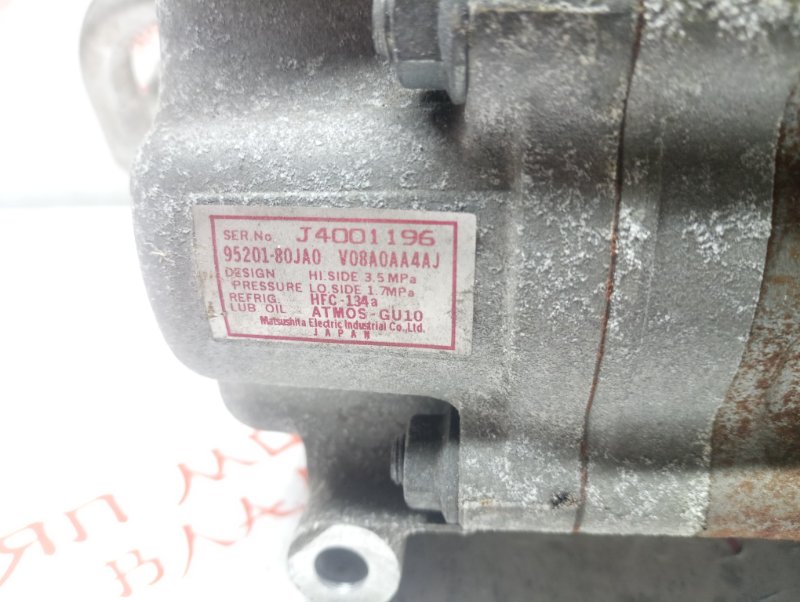 SER.No. J4001196
95201-80JA0 V08A0AA4AJ
DESIGN PRESSURE HI.SIDE 3.5MPa
LO.SIDE 1.7MPa
REFRIG. HFC-134a
LUB. OIL ATMOS-GU10
Matsushita Electric Industrial Co., Ltd.
JAPAN